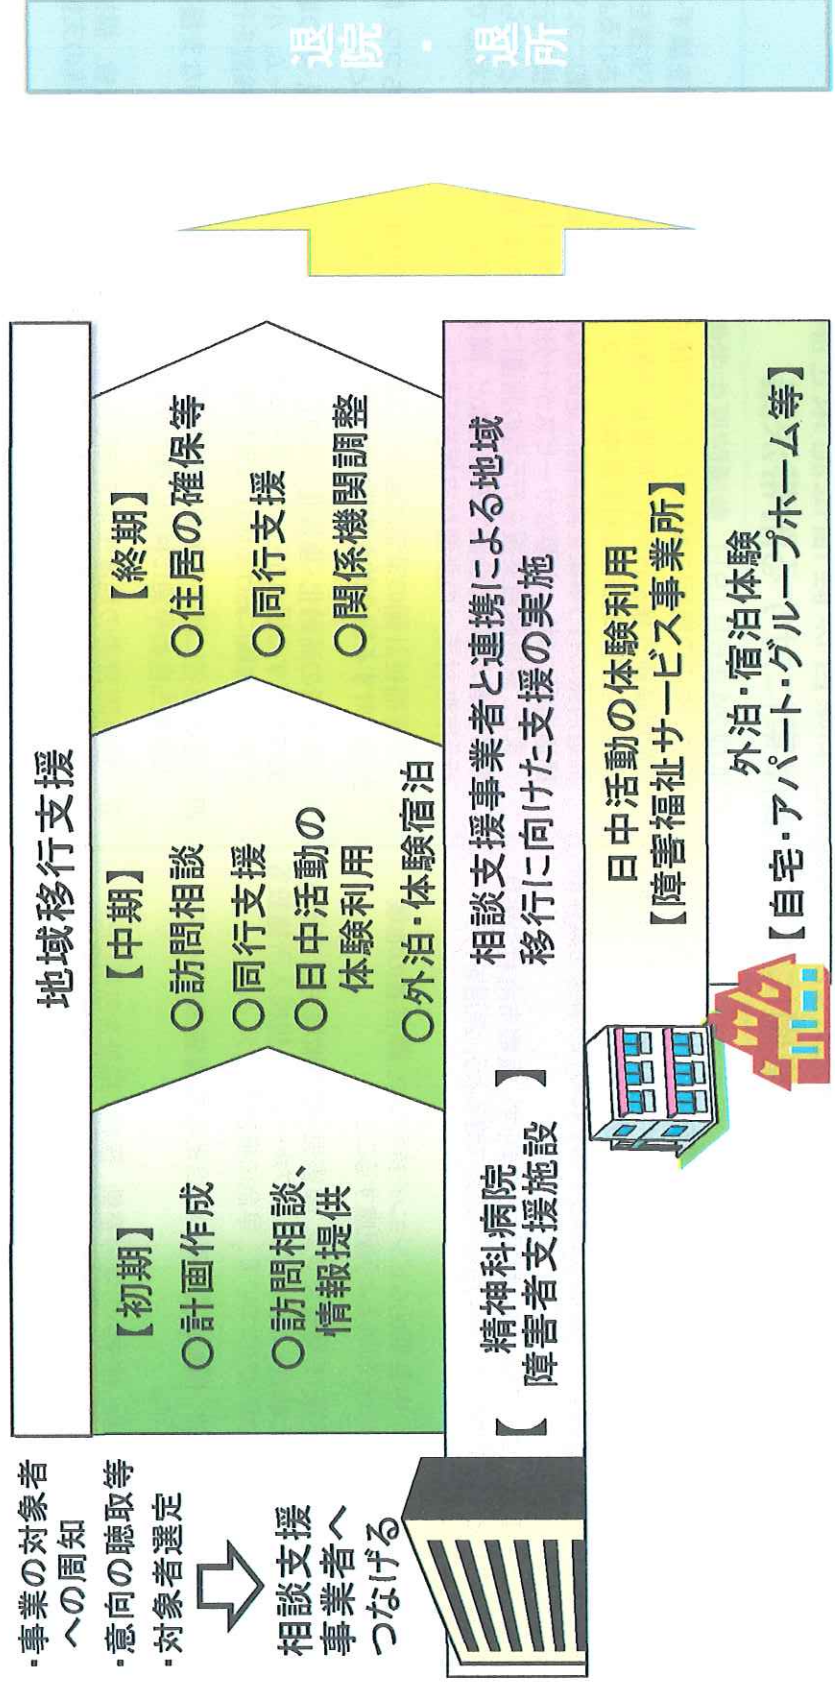 ・事業の対象者
への周知
・意向の聴取等
・対象者選定
相談支援
事業者へ
つなげる
地域移行支援
【初期】
○計画作成
○訪問相談、
情報提供
【中期】
○訪問相談
○同行支援
○日中活動の
体験利用
○外泊・体験宿泊
【終期】
○住居の確保等
○同行支援
○関係機関調整
【精神科病院
障害者支援施設】
相談支援事業者と連携による地域
移行に向けた支援の実施
日中活動の体験利用
【障害福祉サービス事業所】
外泊・宿泊体験
【自宅・アパート・グループホーム等】
退院・退所